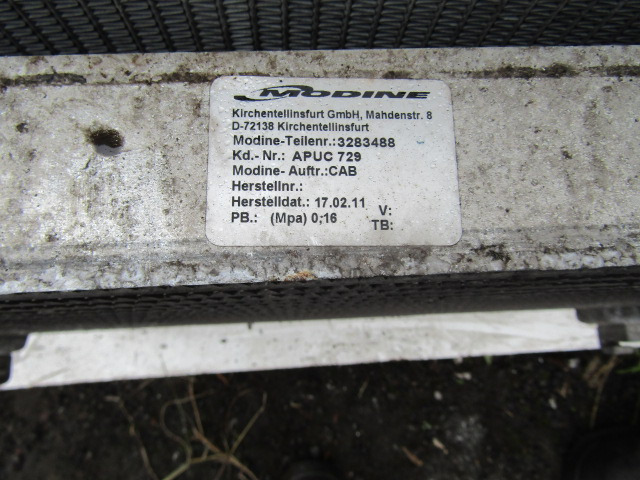 MODINE
Kirchentellinsfurt GmbH, Mahdenstr. 8
D-72138 Kirchentellinsfurt
Modine-Teilenr.:3283488
Kd.- Nr.: APUC 729
Modine- Auftr.:CAB
Herstellnr.:
Herstelldat.: 17.02.11 V:
PB.: (Mpa) 0,16 TB: